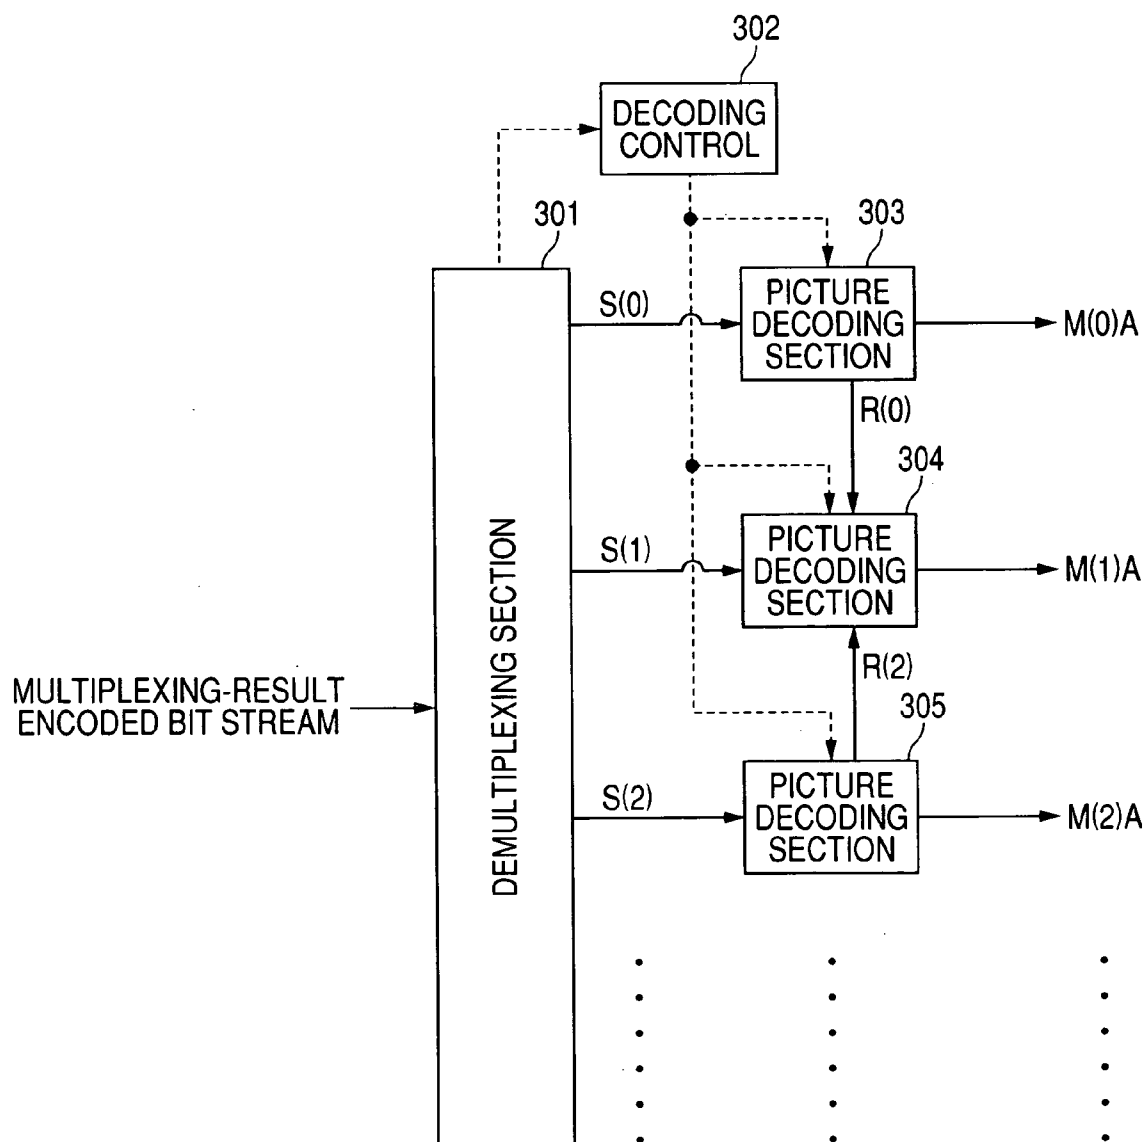 302
DECODING
CONTROL
301
303
S(0)
PICTURE
DECODING
SECTION
M(0)A
R(0)
304
S(1)
PICTURE
DECODING
SECTION
M(1)A
R(2)
DEMULTIPLEXING SECTION
MULTIPLEXING-RESULT
ENCODED BIT STREAM
305
S(2)
PICTURE
DECODING
SECTION
M(2)A